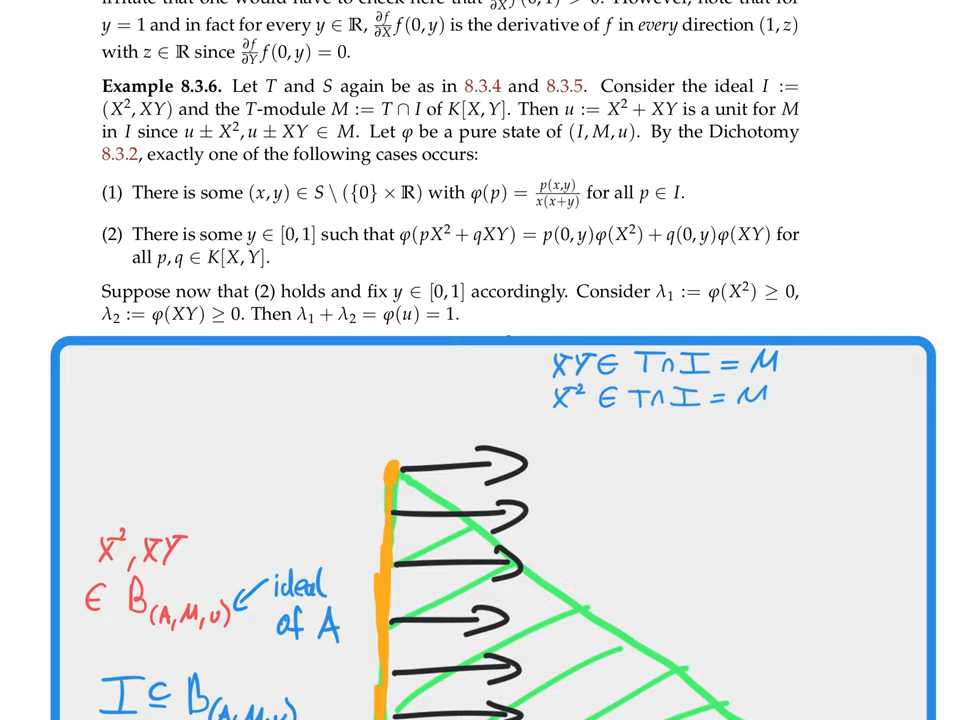 irritate that one would have to check here that ∂/∂X f(0, 1) > 0. However, note that for
y = 1 and in fact for every y ∈ ℝ, ∂f/∂X f(0, y) is the derivative of f in every direction (1, z)
with z ∈ ℝ since ∂f/∂Y f(0, y) = 0.
Example 8.3.6. Let T and S again be as in 8.3.4 and 8.3.5. Consider the ideal I :=
(X², XY) and the T-module M := T ∩ I of K[X, Y]. Then u := X² + XY is a unit for M
in I since u ± X², u ± XY ∈ M. Let φ be a pure state of (I, M, u). By the Dichotomy
8.3.2, exactly one of the following cases occurs:
(1) There is some (x, y) ∈ S \ ({0} × ℝ) with φ(p) = p(x,y)/x(x+y) for all p ∈ I.
(2) There is some y ∈ [0, 1] such that φ(pX² + qXY) = p(0, y)φ(X²) + q(0, y)φ(XY) for
all p, q ∈ K[X, Y].
Suppose now that (2) holds and fix y ∈ [0, 1] accordingly. Consider λ₁ := φ(X²) ≥ 0,
λ₂ := φ(XY) ≥ 0. Then λ₁ + λ₂ = φ(u) = 1.
XY ∈ T∩I = M
X² ∈ T∩I = M
X², XY
∈ B(A,M,u)
ideal
of A
I ⊆ B(A,M,u)